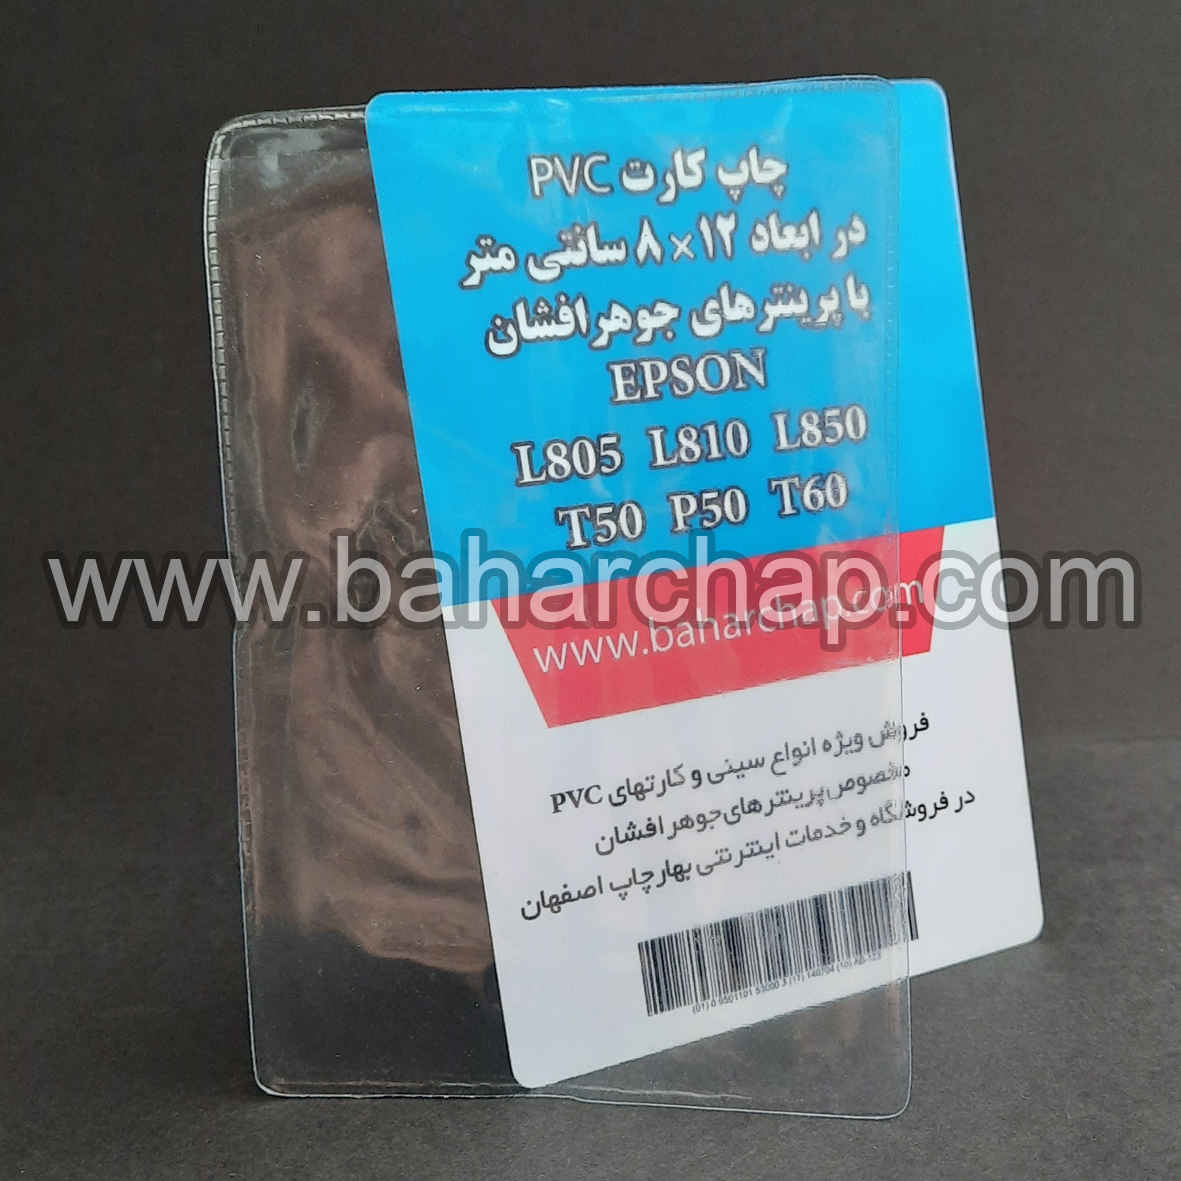 چاپ کارت PVC
در ابعاد ۱۲×۸ سانتی متر
با پرینترهای جوهرافشان
EPSON
L805 L810 L850
T50 P50 T60
www.baharchap.com
www.baharchap.com
فروش ویژه انواع سینی و کارتهای PVC
مخصوص پرینترهای جوهر افشان
در فروشگاه و خدمات اینترنتی بهارچاپ اصفهان